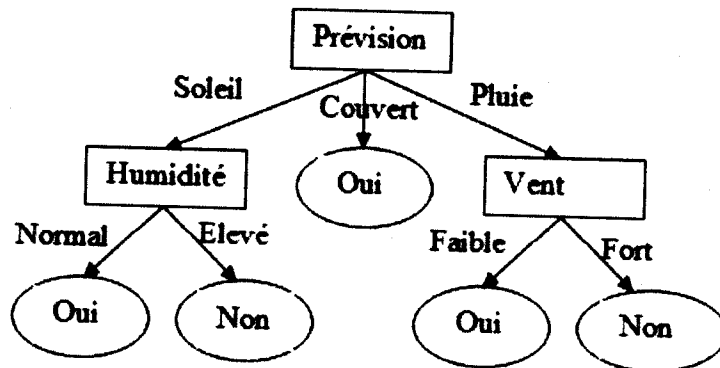 Prévision
Soleil
Couvert
Pluie
Humidité
Oui
Vent
Normal
Elevé
Faible
Fort
Oui
Non
Oui
Non